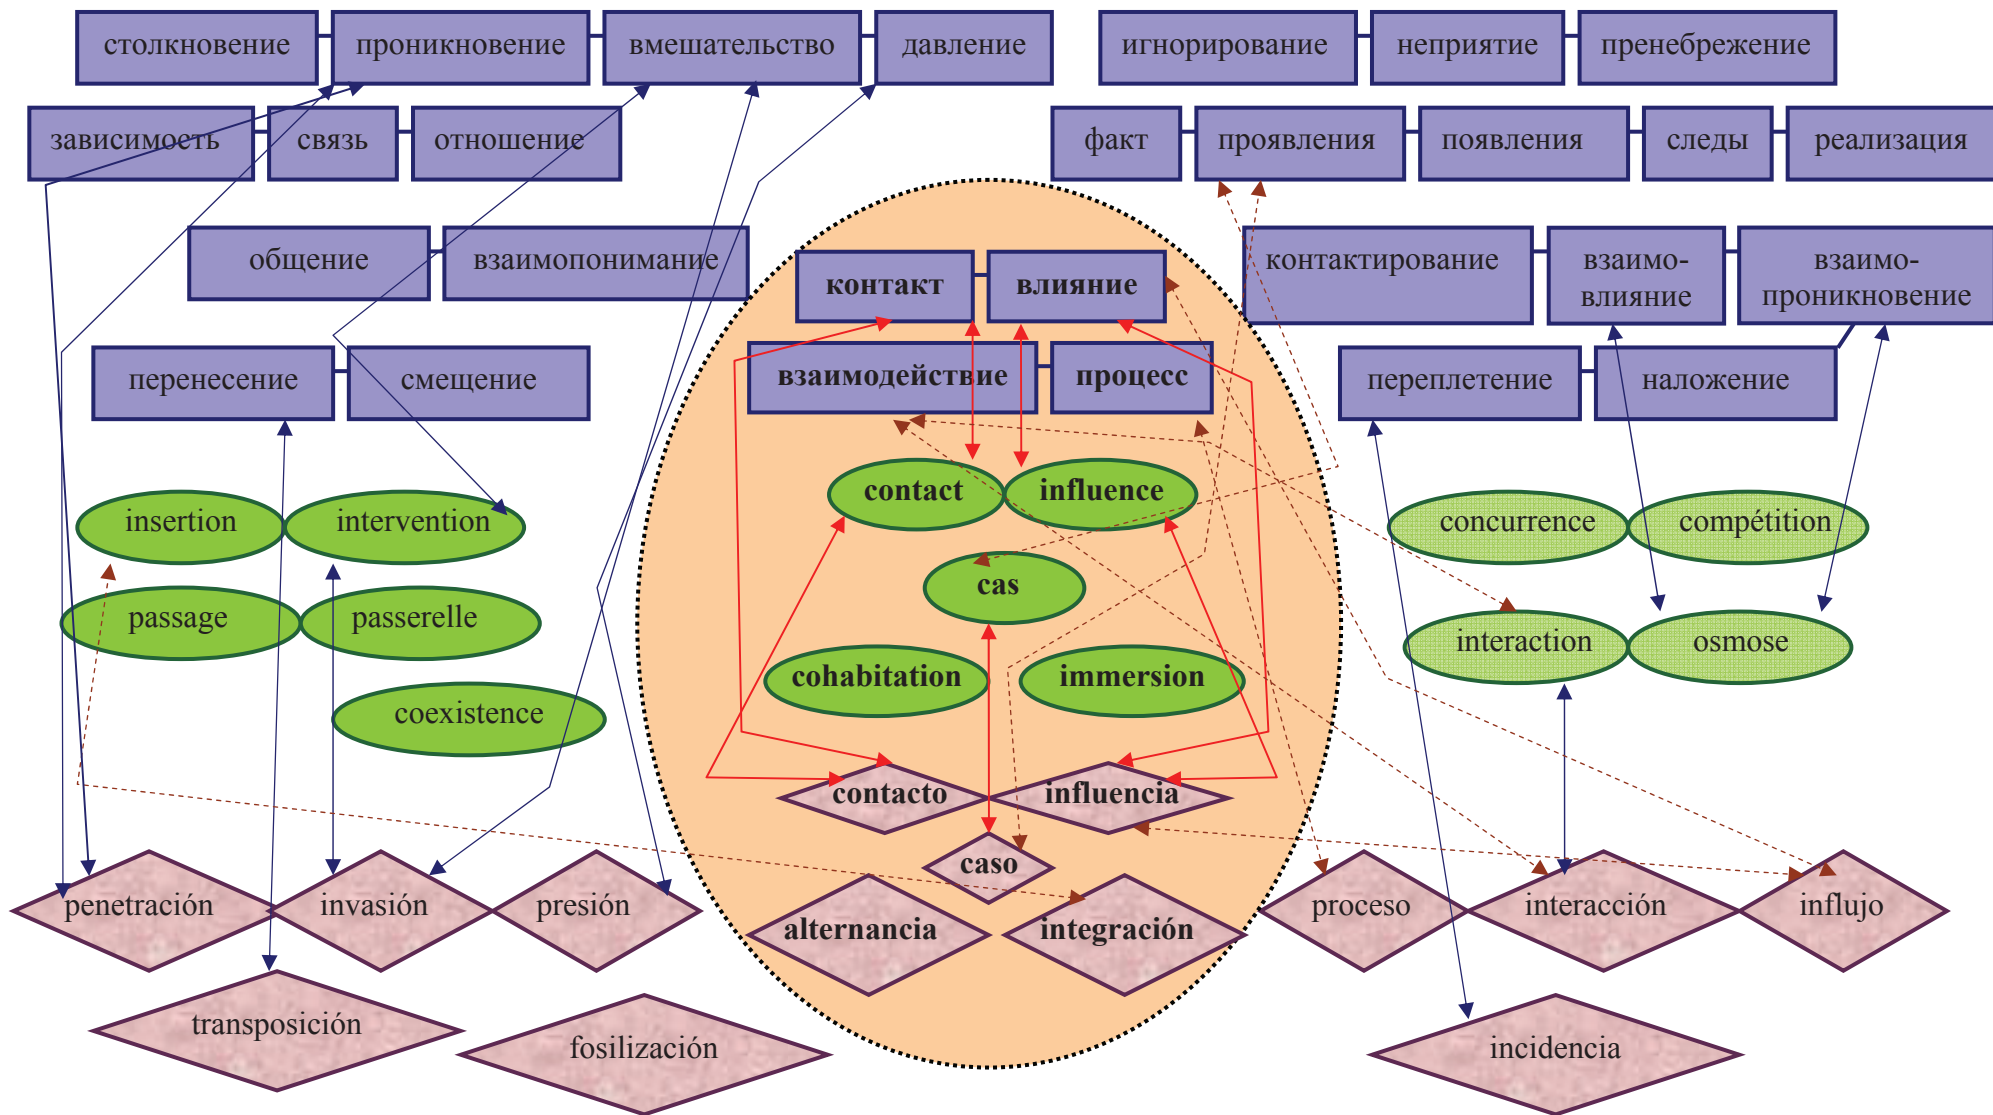 столкновение
проникновение
вмешательство
давление
игнорирование
неприятие
пренебрежение
зависимость
связь
отношение
факт
проявления
появления
следы
реализация
общение
взаимопонимание
контакт
влияние
контактирование
взаимо-
влияние
взаимо-
проникновение
перенесение
смещение
взаимодействие
процесс
переплетение
наложение
insertion
intervention
contact
influence
concurrence
compétition
passage
passerelle
cas
interaction
osmose
coexistence
cohabitation
immersion
contacto
influencia
caso
penetración
invasión
presión
alternancia
integración
proceso
interacción
influjo
transposición
fosilización
incidencia